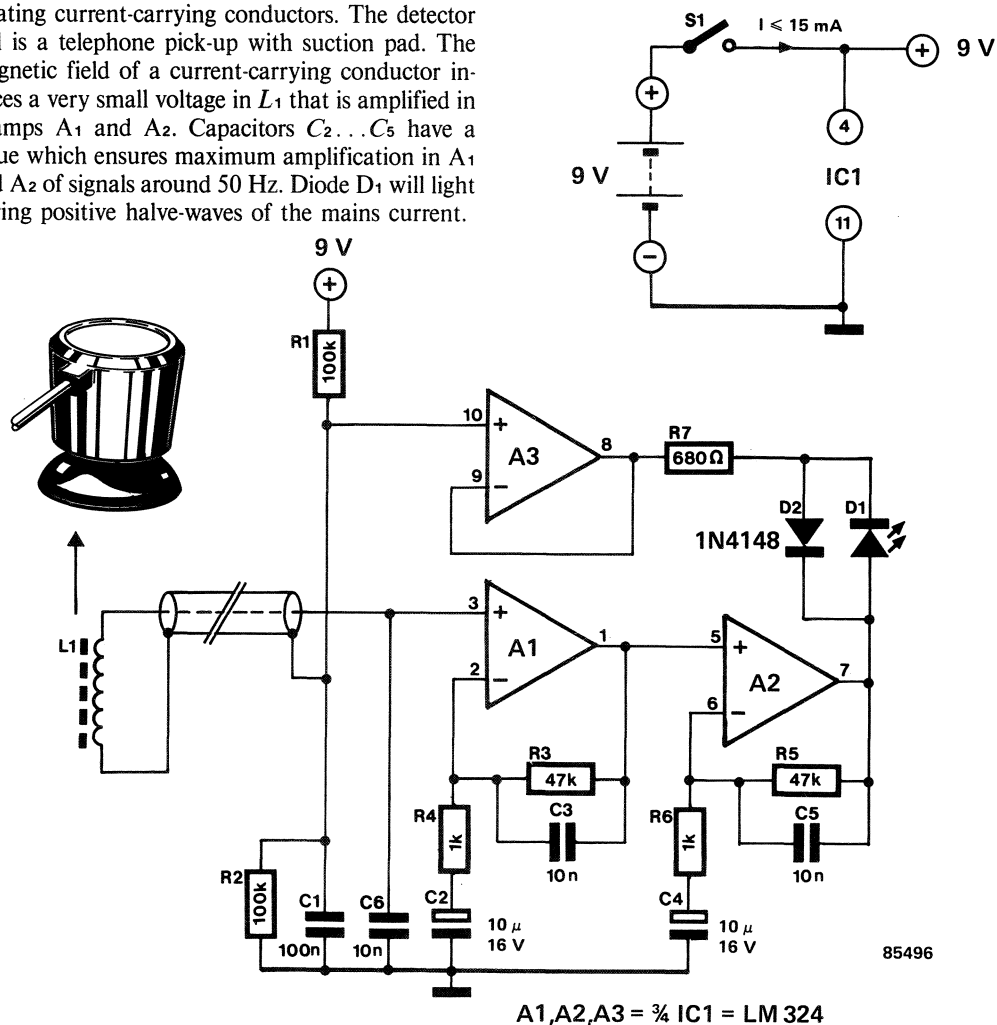 ating current-carrying conductors. The detector
is a telephone pick-up with suction pad. The
gnetic field of a current-carrying conductor in-
ces a very small voltage in L1 that is amplified in
amps A1 and A2. Capacitors C2...C5 have a
ue which ensures maximum amplification in A1
A2 of signals around 50 Hz. Diode D1 will light
ring positive halve-waves of the mains current.
S1
I ⩽ 15 mA
+
9 V
+
4
9 V
IC1
11
−
9 V
+
R1
100k
10
+
A3
8
9
−
R7
680Ω
D2
D1
1N4148
L1
3
+
A1
1
2
−
5
+
A2
7
6
−
R3
47k
R5
47k
C3
10n
C5
10n
R4
1k
R6
1k
R2
100k
C1
100n
C6
10n
C2
10 μ
16 V
C4
10 μ
16 V
85496
A1,A2,A3 = ¾ IC1 = LM 324